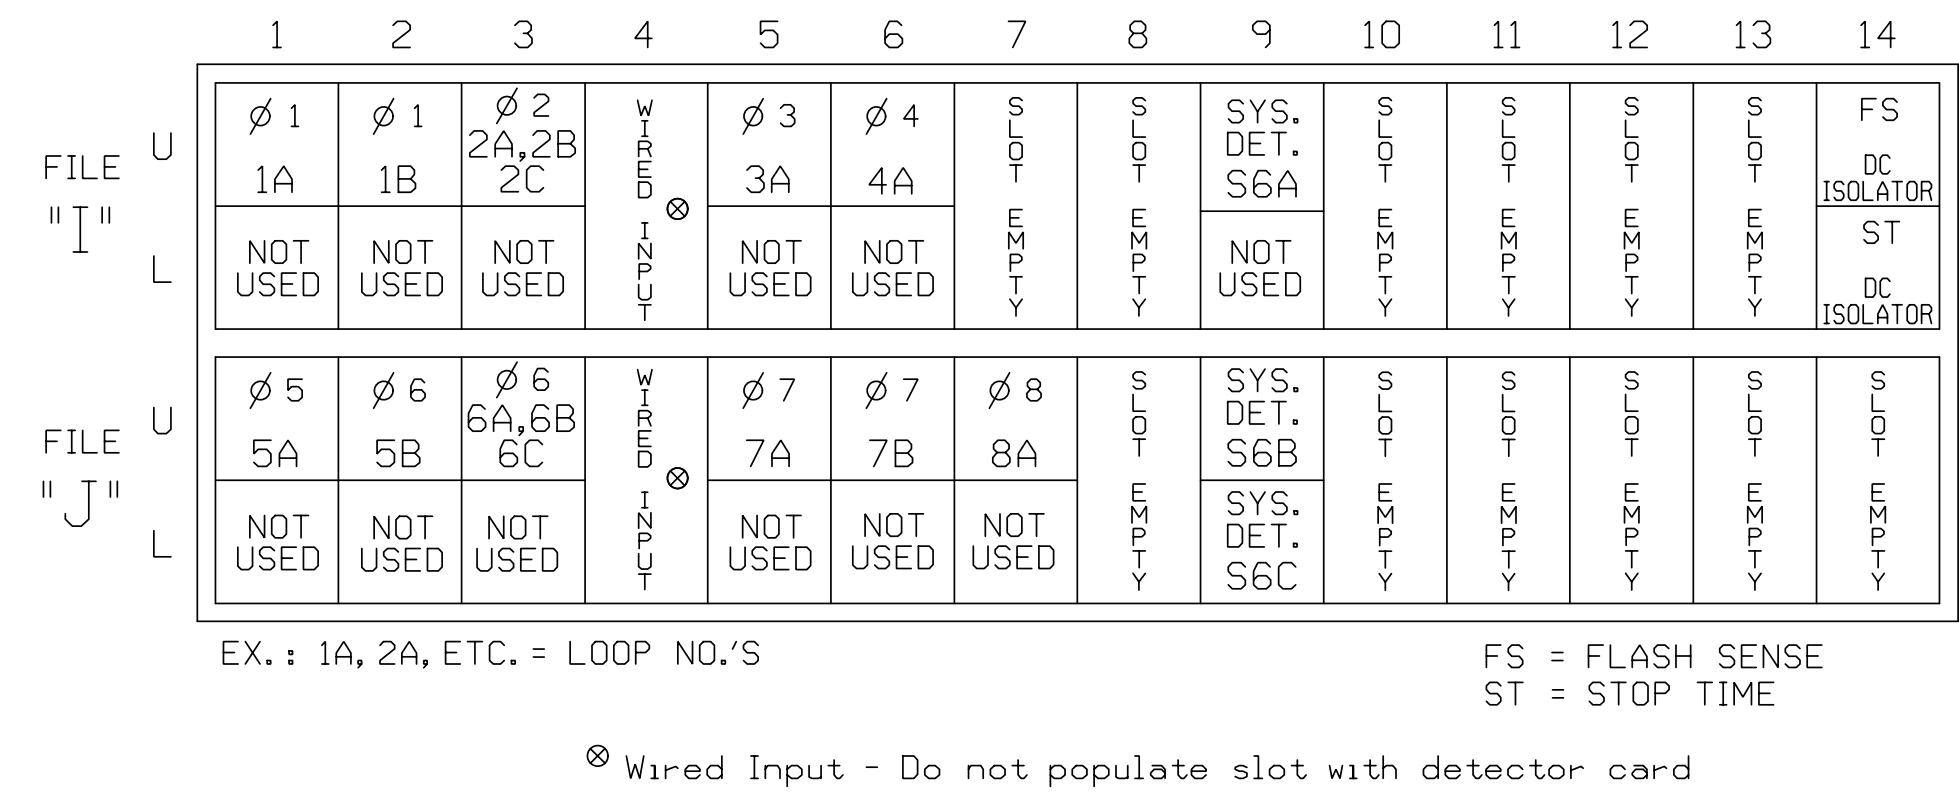 1 2 3 4 5 6 7 8 9 10 11 12 13 14
FILE "I"
U
L
Ø 1
1A
NOT USED
Ø 1
1B
NOT USED
Ø 2
2A,2B
2C
NOT USED
WIRED INPUT ⊗
Ø 3
3A
NOT USED
Ø 4
4A
NOT USED
SLOT EMPTY
SLOT EMPTY
SYS.
DET.
S6A
NOT USED
SLOT EMPTY
SLOT EMPTY
SLOT EMPTY
SLOT EMPTY
FS
DC
ISOLATOR
ST
DC
ISOLATOR
FILE "J"
U
L
Ø 5
5A
NOT USED
Ø 6
5B
NOT USED
Ø 6
6A,6B
6C
NOT USED
WIRED INPUT ⊗
Ø 7
7A
NOT USED
Ø 7
7B
NOT USED
Ø 8
8A
NOT USED
SLOT EMPTY
SYS.
DET.
S6B
SYS.
DET.
S6C
SLOT EMPTY
SLOT EMPTY
SLOT EMPTY
SLOT EMPTY
SLOT EMPTY
EX.: 1A, 2A, ETC. = LOOP NO.'S
FS = FLASH SENSE
ST = STOP TIME
⊗ Wired Input - Do not populate slot with detector card